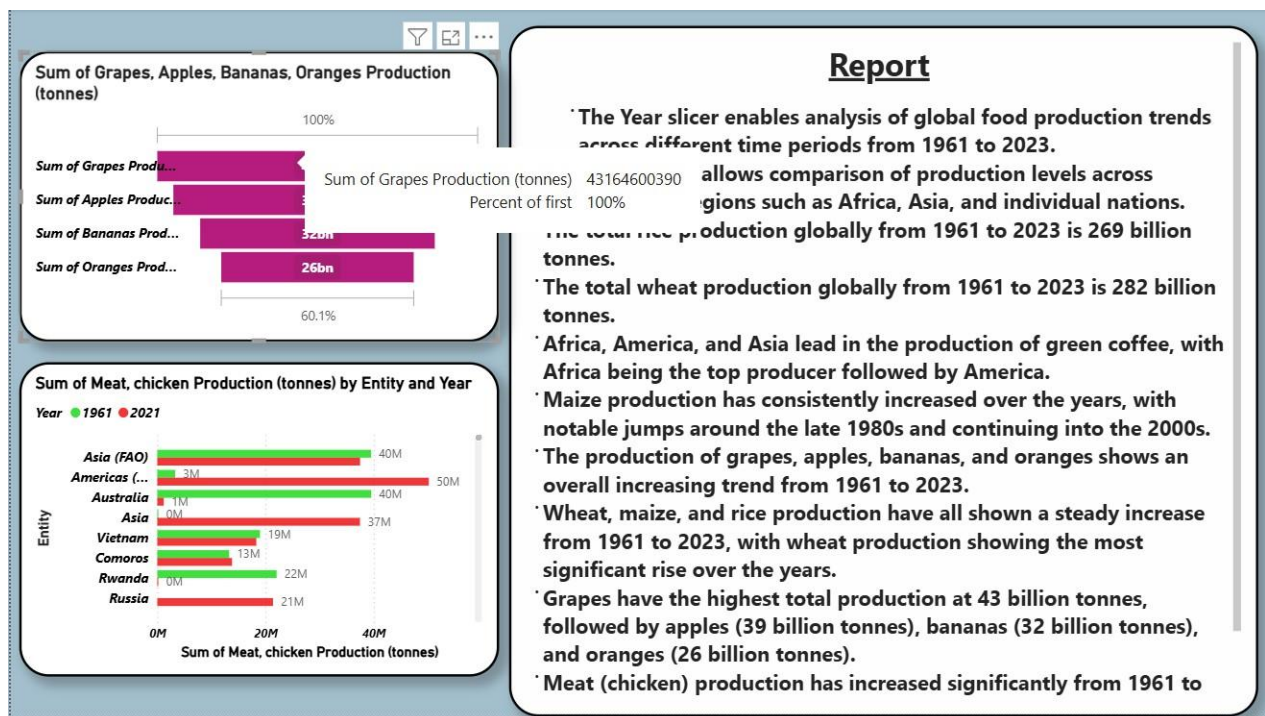 Sum of Grapes, Apples, Bananas, Oranges Production
(tonnes)
100%
Sum of Grapes Produ...
Sum of Apples Produc...
Sum of Bananas Prod...
32bn
Sum of Oranges Prod...
26bn
60.1%
Sum of Grapes Production (tonnes) 43164600390
Percent of first 100%
Sum of Meat, chicken Production (tonnes) by Entity and Year
Year 1961 2021
Entity
Asia (FAO) 40M
Americas (... 3M
50M
Australia 40M
1M
Asia 0M
37M
Vietnam 19M
Comoros 13M
Rwanda 22M
0M
Russia 21M
0M 20M 40M
Sum of Meat, chicken Production (tonnes)
Report
The Year slicer enables analysis of global food production trends
across different time periods from 1961 to 2023.
allows comparison of production levels across
egions such as Africa, Asia, and individual nations.
The total rice production globally from 1961 to 2023 is 269 billion
tonnes.
The total wheat production globally from 1961 to 2023 is 282 billion
tonnes.
Africa, America, and Asia lead in the production of green coffee, with
Africa being the top producer followed by America.
Maize production has consistently increased over the years, with
notable jumps around the late 1980s and continuing into the 2000s.
The production of grapes, apples, bananas, and oranges shows an
overall increasing trend from 1961 to 2023.
Wheat, maize, and rice production have all shown a steady increase
from 1961 to 2023, with wheat production showing the most
significant rise over the years.
Grapes have the highest total production at 43 billion tonnes,
followed by apples (39 billion tonnes), bananas (32 billion tonnes),
and oranges (26 billion tonnes).
Meat (chicken) production has increased significantly from 1961 to